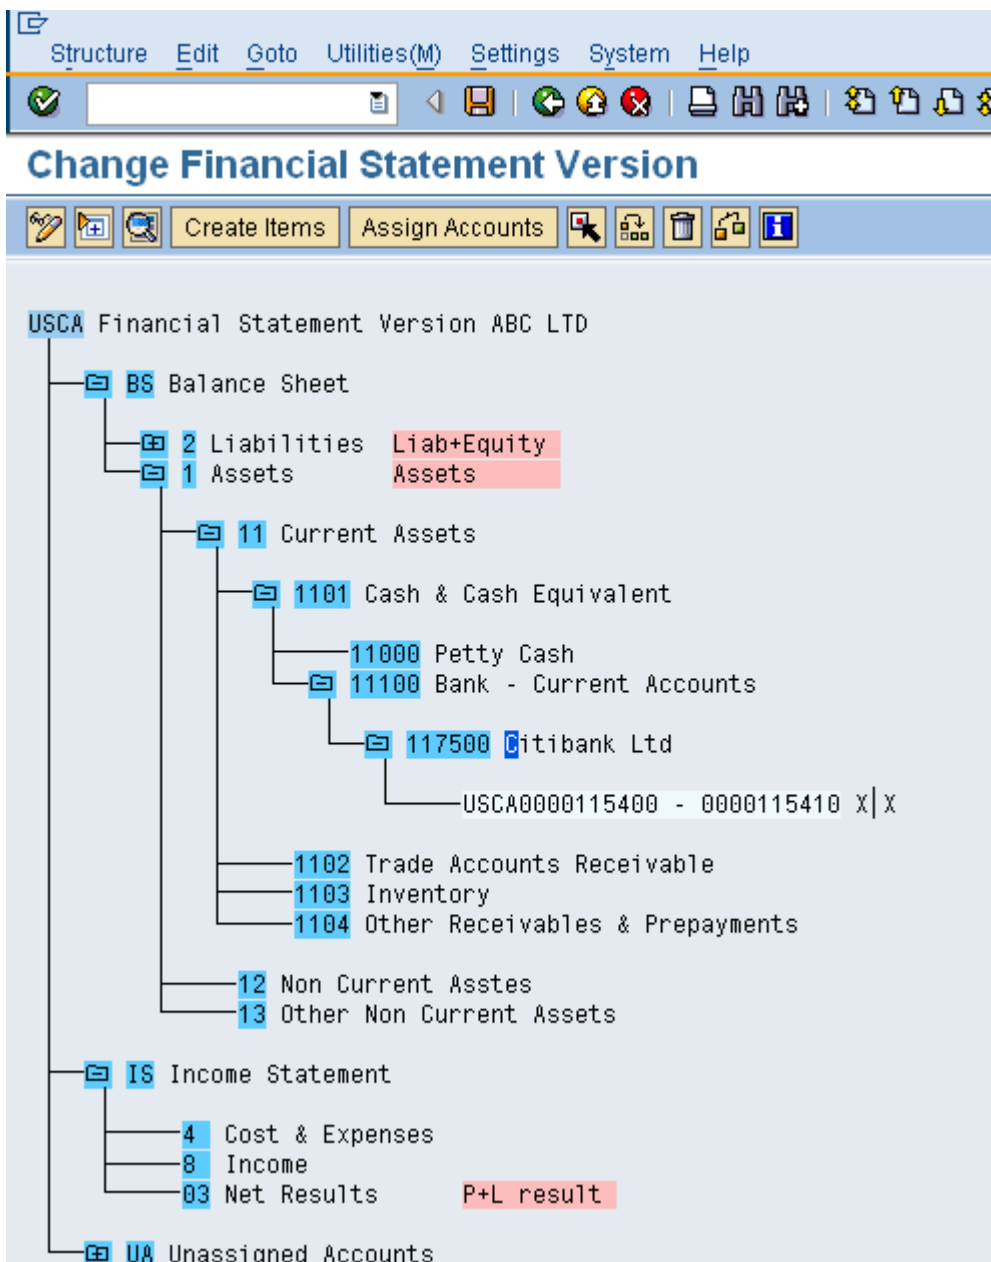 Structure Edit Goto Utilities(M) Settings System Help
Change Financial Statement Version
Create Items Assign Accounts
USCA Financial Statement Version ABC LTD
BS Balance Sheet
2 Liabilities Liab+Equity
1 Assets Assets
11 Current Assets
1101 Cash & Cash Equivalent
11000 Petty Cash
11100 Bank - Current Accounts
117500 Citibank Ltd
USCA0000115400 - 0000115410 X X
1102 Trade Accounts Receivable
1103 Inventory
1104 Other Receivables & Prepayments
12 Non Current Asstes
13 Other Non Current Assets
IS Income Statement
4 Cost & Expenses
8 Income
03 Net Results P+L result
UA Unassigned Accounts